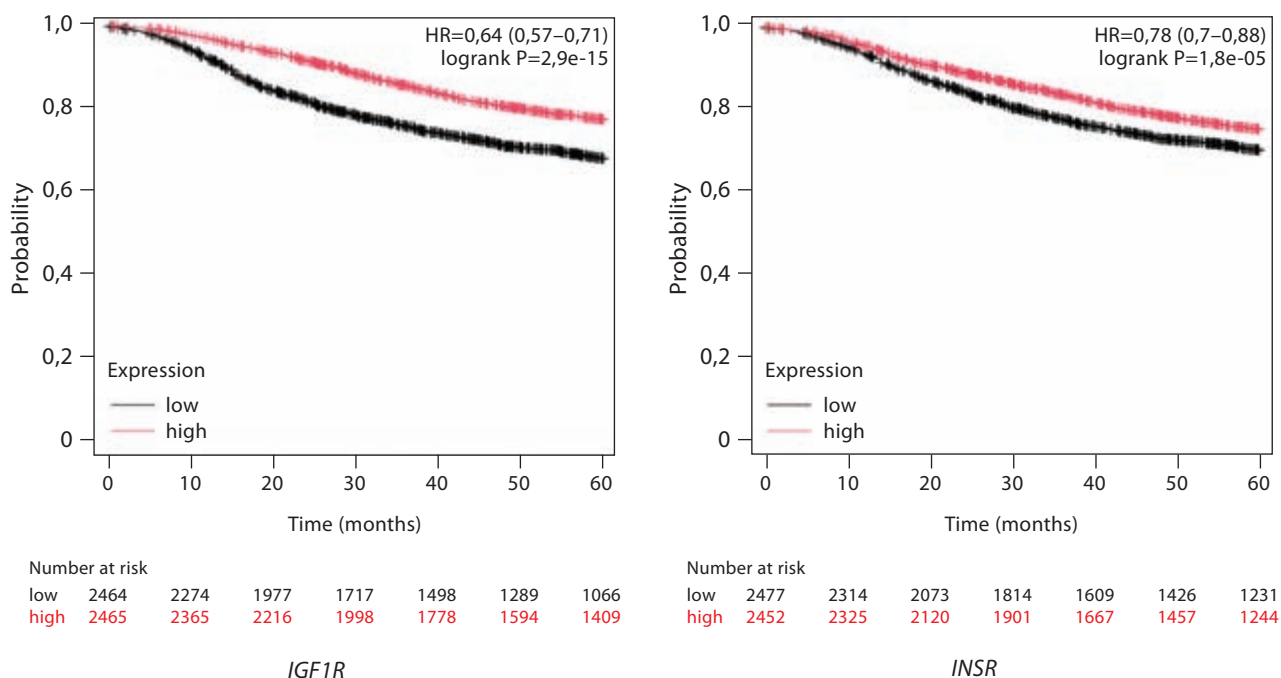 HR=0,64 (0,57–0,71)
logrank P=2,9e-15
Probability
1,0
0,8
0,6
0,4
0,2
0
Expression
low
high
0 10 20 30 40 50 60
Time (months)
Number at risk
low 2464 2274 1977 1717 1498 1289 1066
high 2465 2365 2216 1998 1778 1594 1409
IGF1R
HR=0,78 (0,7–0,88)
logrank P=1,8e-05
Probability
1,0
0,8
0,6
0,4
0,2
0
Expression
low
high
0 10 20 30 40 50 60
Time (months)
Number at risk
low 2477 2314 2073 1814 1609 1426 1231
high 2452 2325 2120 1901 1667 1457 1244
INSR